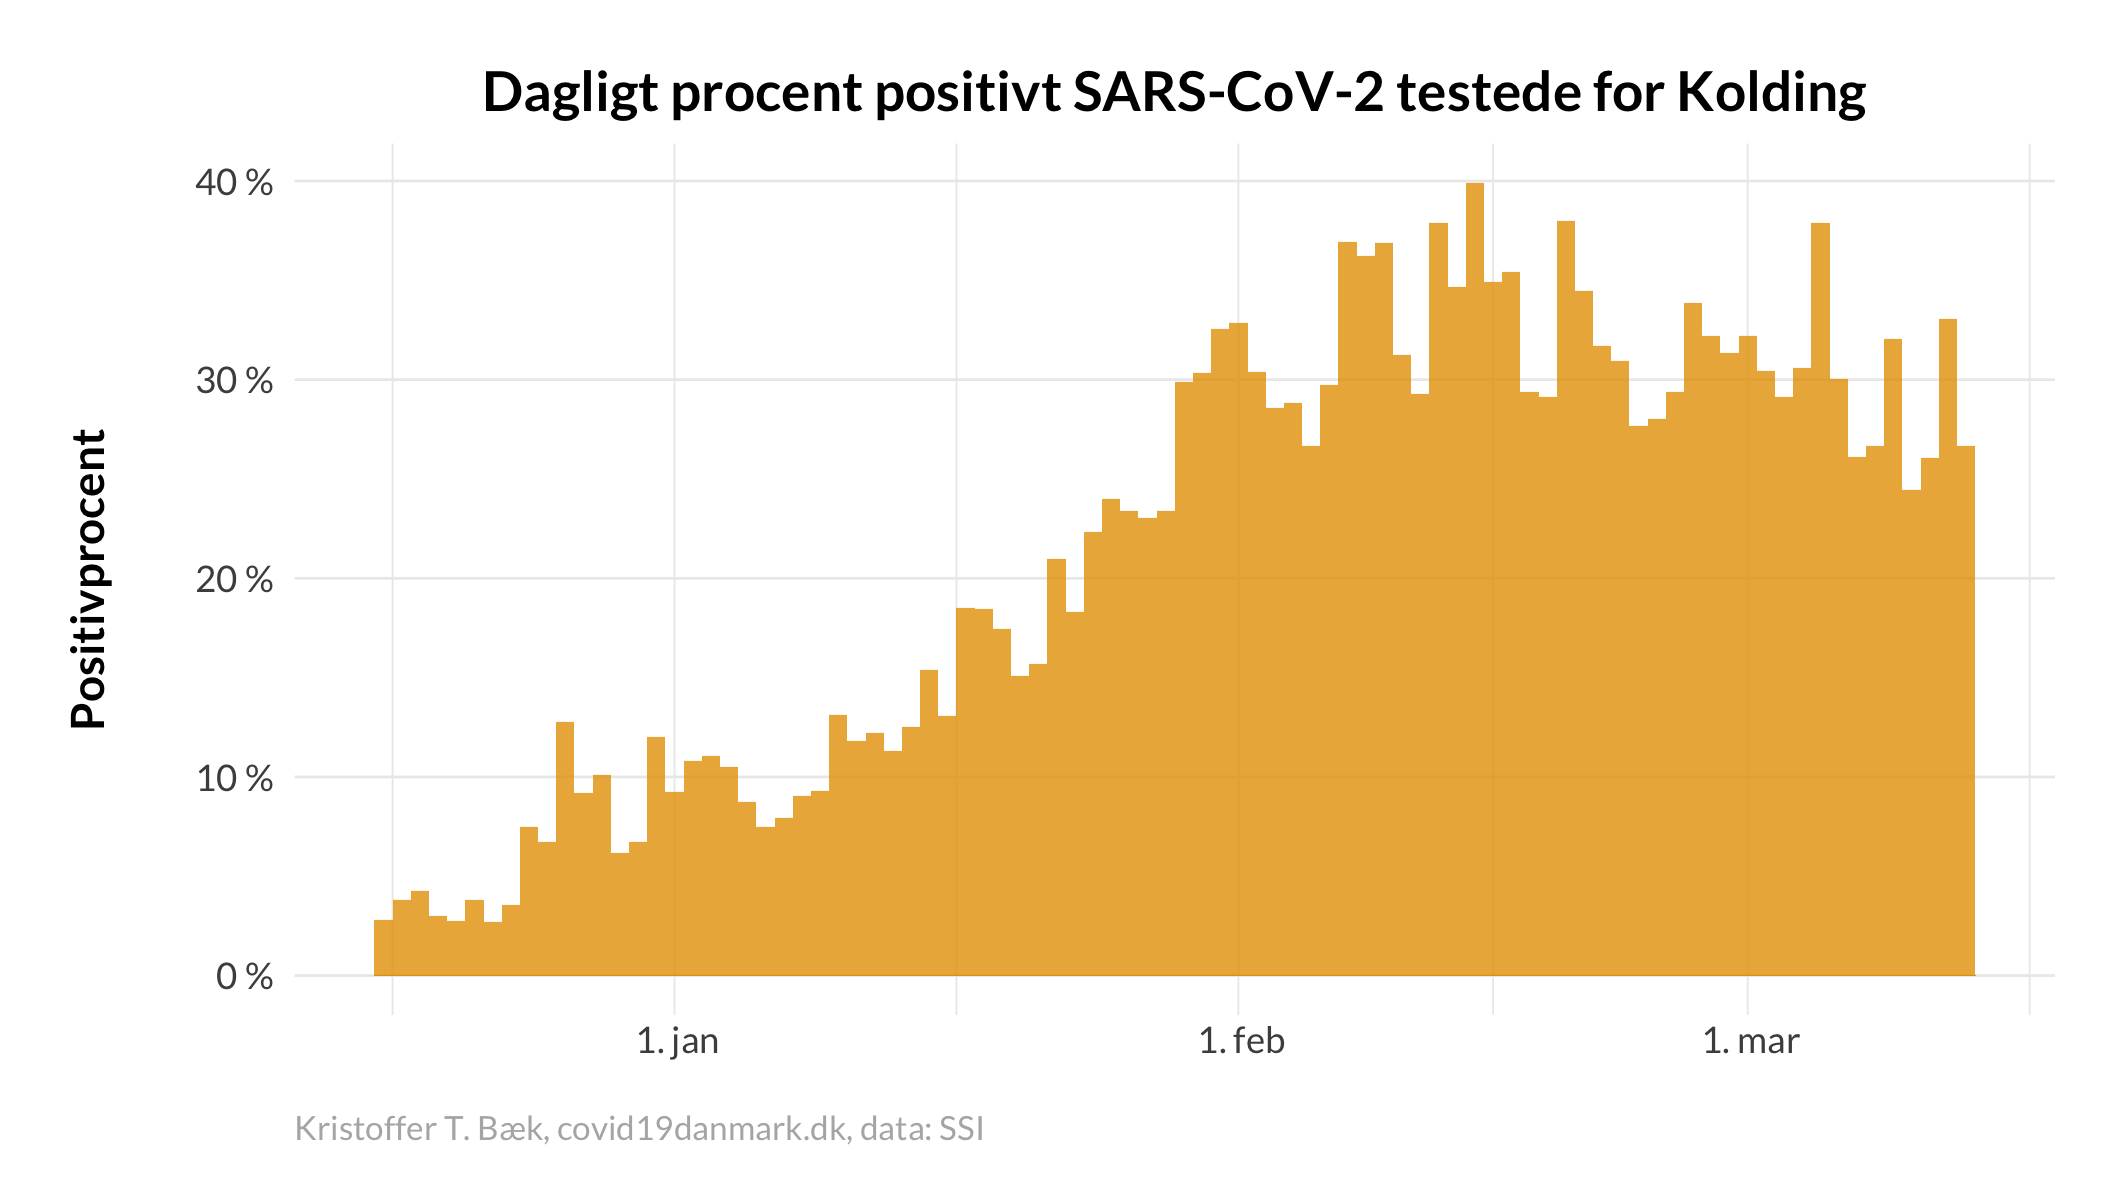 Dagligt procent positivt SARS-CoV-2 testede for Kolding
Positivprocent
40 %
30 %
20 %
10 %
0 %
1. jan
1. feb
1. mar
Kristoffer T. Bæk, covid19danmark.dk, data: SSI